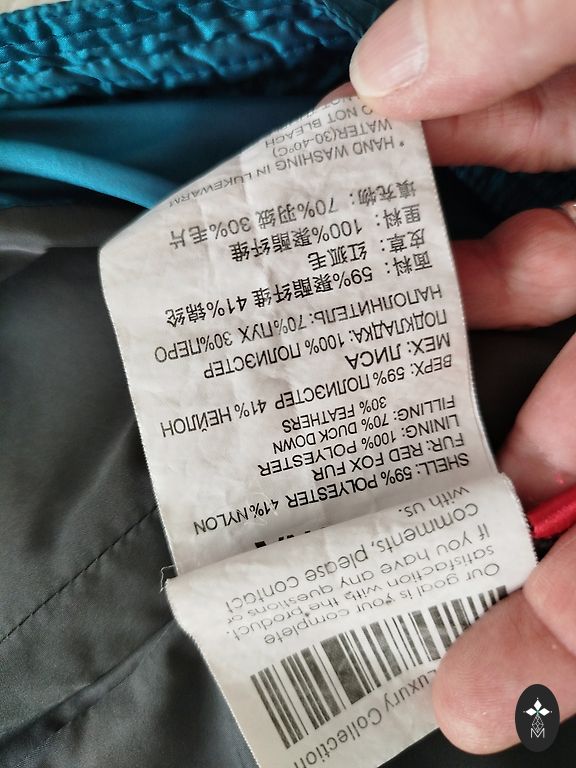 SHELL: 59% POLYESTER 41% NYLON
FUR: RED FOX FUR
LINING: 100% POLYESTER
FILLING: 70% DUCK DOWN
30% FEATHERS
ВЕРХ: 59% ПОЛИЭСТЕР 41% НЕЙЛОН
МЕХ: ЛИСА
ПОДКЛАДКА: 100% ПОЛИЭСТЕР
НАПОЛНИТЕЛЬ: 70%ПУХ 30%ПЕРО
面料: 59%聚酯纤维 41%锦纶
皮草: 红狐毛
里料: 100%聚酯纤维
填充物: 70%羽绒 30%毛片
* HAND WASHING IN LUKEWARM
WATER(30-40°C)
DO NOT BLEACH
Luxury Collection
Our goal is your complete
satisfaction with the product.
If you have any questions or
comments, please contact
with us.
M